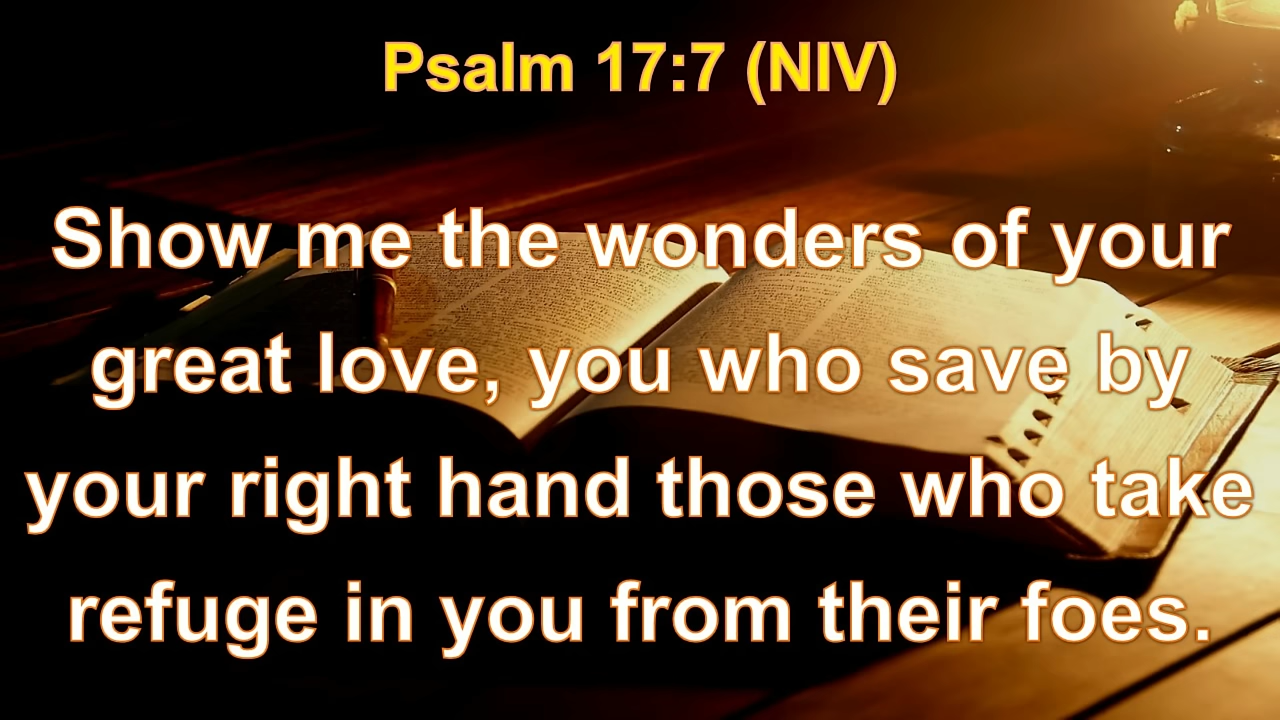 Psalm 17:7 (NIV)
Show me the wonders of your
great love, you who save by
your right hand those who take
refuge in you from their foes.